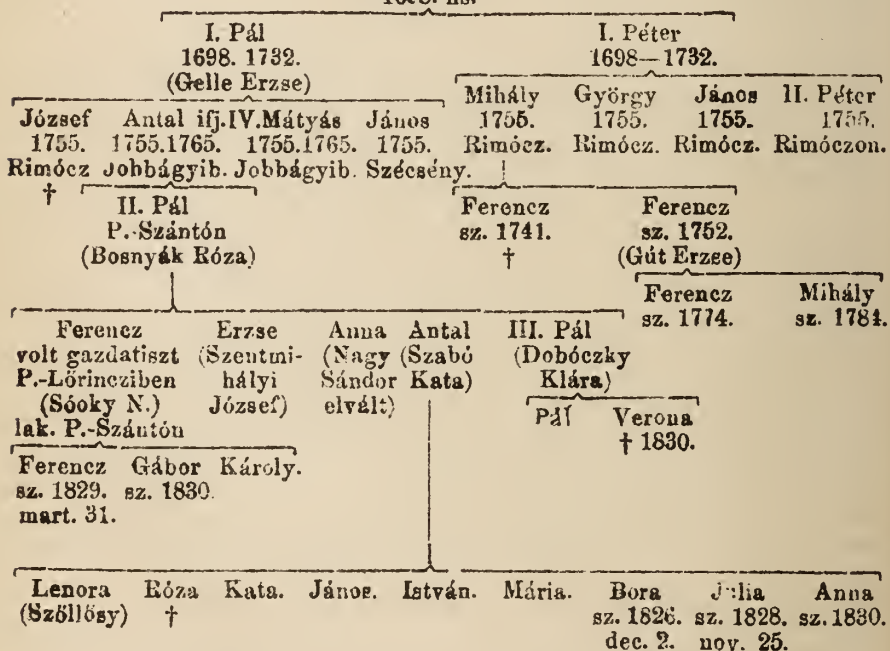 I. Pál I. Péter
1698. 1732. 1698—1732.
(Gelle Erzse)
Mihály György János II. Péter
József Antal ifj. IV. Mátyás János 1755. 1755. 1755. 1755.
1755. 1755. 1765. 1755. 1765. 1755. Rimócz. Rimócz. Rimócz. Rimóczon.
Rimócz Jobbágyib. Jobbágyib. Szécsény.
†
II. Pál Ferencz Ferencz
P.-Szántón sz. 1741. sz. 1752.
(Bosnyák Róza) † (Gút Erzse)
Ferencz Mihály
sz. 1774. sz. 1784.
Ferencz Erzse Anna Antal III. Pál
volt gazdatiszt (Szentmi- (Nagy (Szabó (Dobóczky
P.-Lőrincziben hályi Sándor Kata) Klára)
(Sóoky N.) József) elvált)
lak. P.-Szántón
Pál Verona
† 1830.
Ferencz Gábor Károly.
sz. 1829. sz. 1830.
mart. 31.
Lenora Róza Kata. János. István. Mária. Bora Julia Anna
(Szőllősy) † sz. 1826. sz. 1828. sz. 1830.
dec. 2. nov. 25.